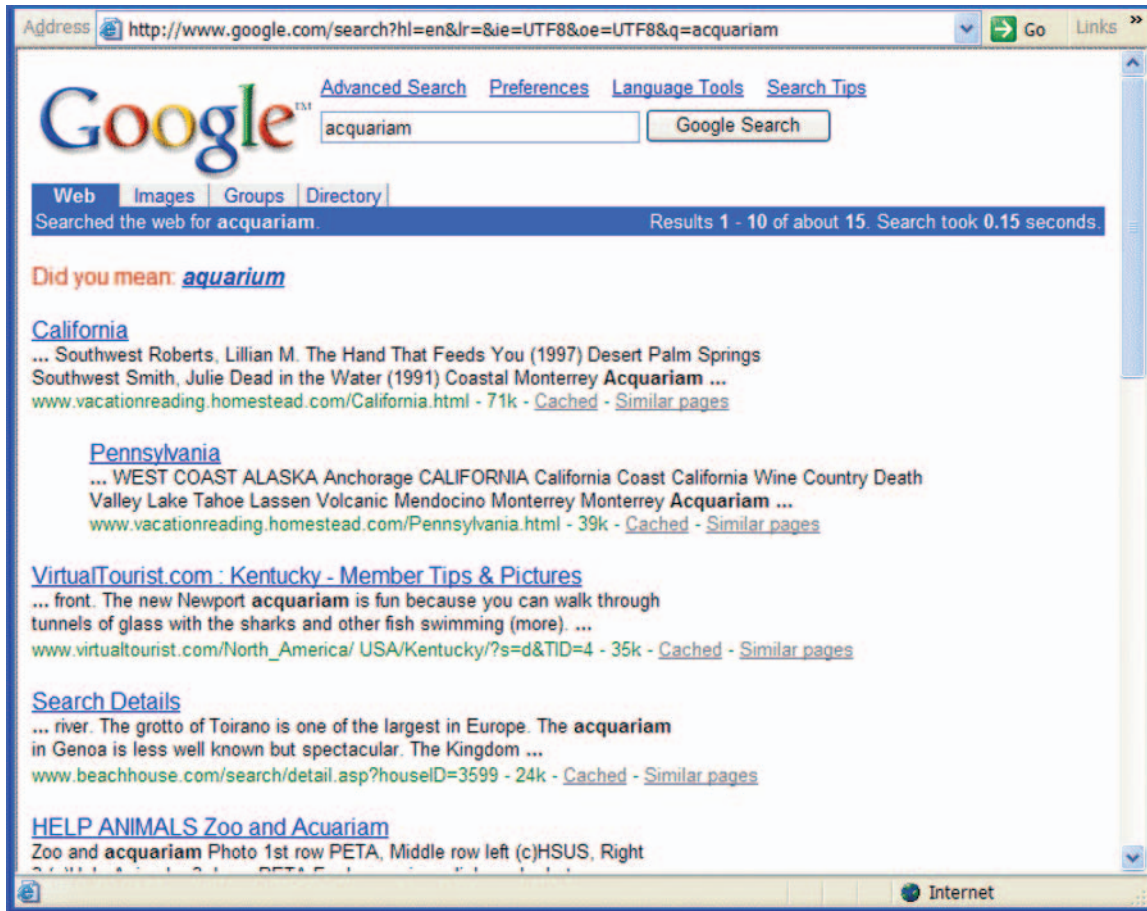 Address http://www.google.com/search?hl=en&lr=&ie=UTF8&oe=UTF8&q=acquariam Go Links »
Google™
Advanced Search Preferences Language Tools Search Tips
acquariam Google Search
Web Images Groups Directory
Searched the web for acquariam. Results 1 - 10 of about 15. Search took 0.15 seconds.
Did you mean: aquarium
California
... Southwest Roberts, Lillian M. The Hand That Feeds You (1997) Desert Palm Springs
Southwest Smith, Julie Dead in the Water (1991) Coastal Monterrey Acquariam ...
www.vacationreading.homestead.com/California.html - 71k - Cached - Similar pages
Pennsylvania
... WEST COAST ALASKA Anchorage CALIFORNIA California Coast California Wine Country Death
Valley Lake Tahoe Lassen Volcanic Mendocino Monterrey Monterrey Acquariam ...
www.vacationreading.homestead.com/Pennsylvania.html - 39k - Cached - Similar pages
VirtualTourist.com : Kentucky - Member Tips & Pictures
... front. The new Newport acquariam is fun because you can walk through
tunnels of glass with the sharks and other fish swimming (more). ...
www.virtualtourist.com/North_America/ USA/Kentucky/?s=d&TID=4 - 35k - Cached - Similar pages
Search Details
... river. The grotto of Toirano is one of the largest in Europe. The acquariam
in Genoa is less well known but spectacular. The Kingdom ...
www.beachhouse.com/search/detail.asp?houseID=3599 - 24k - Cached - Similar pages
HELP ANIMALS Zoo and Acuariam
Zoo and acquariam Photo 1st row PETA, Middle row left (c)HSUS, Right
Internet